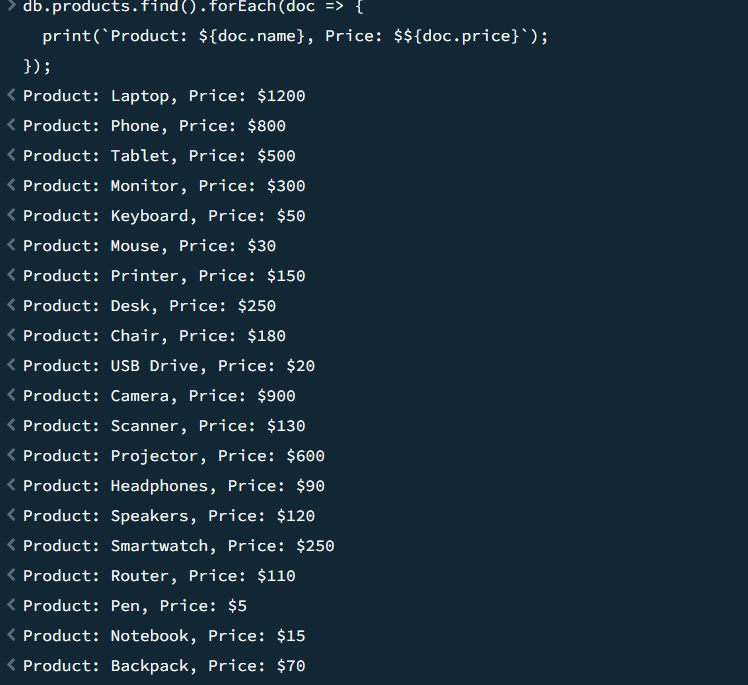 > db.products.find().forEach(doc => {
print(`Product: ${doc.name}, Price: $${doc.price}`);
});
< Product: Laptop, Price: $1200
< Product: Phone, Price: $800
< Product: Tablet, Price: $500
< Product: Monitor, Price: $300
< Product: Keyboard, Price: $50
< Product: Mouse, Price: $30
< Product: Printer, Price: $150
< Product: Desk, Price: $250
< Product: Chair, Price: $180
< Product: USB Drive, Price: $20
< Product: Camera, Price: $900
< Product: Scanner, Price: $130
< Product: Projector, Price: $600
< Product: Headphones, Price: $90
< Product: Speakers, Price: $120
< Product: Smartwatch, Price: $250
< Product: Router, Price: $110
< Product: Pen, Price: $5
< Product: Notebook, Price: $15
< Product: Backpack, Price: $70